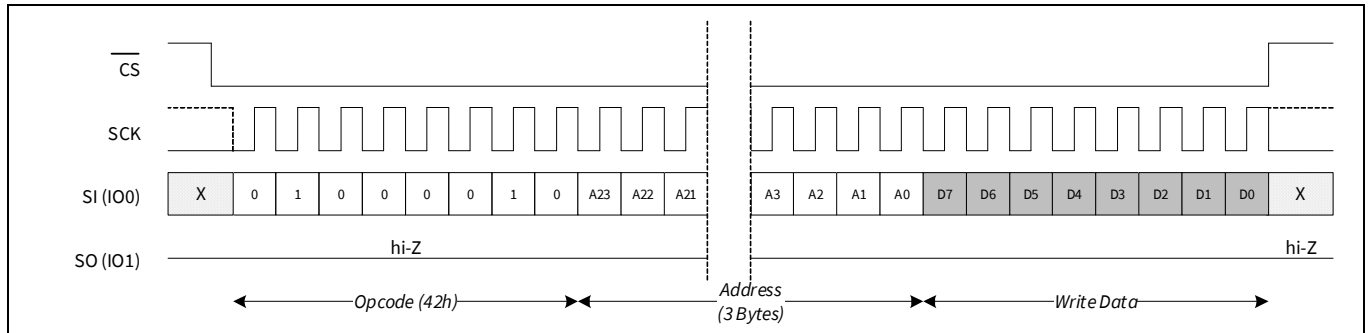 CS
SCK
SI (IO0) X 0 1 0 0 0 0 1 0 A23 A22 A21 A3 A2 A1 A0 D7 D6 D5 D4 D3 D2 D1 D0 X
hi-Z hi-Z
SO (IO1)
Opcode (42h) Address Write Data
(3 Bytes)